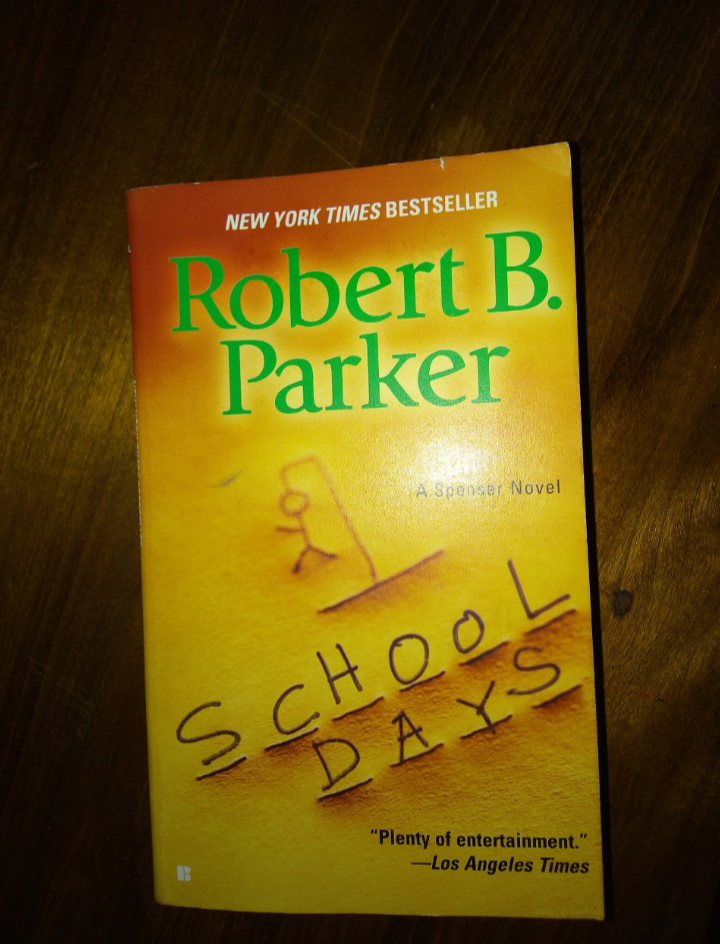 NEW YORK TIMES BESTSELLER
Robert B.
Parker
A Spenser Novel
SCHOOL
DAYS
“Plenty of entertainment.”
—Los Angeles Times
B